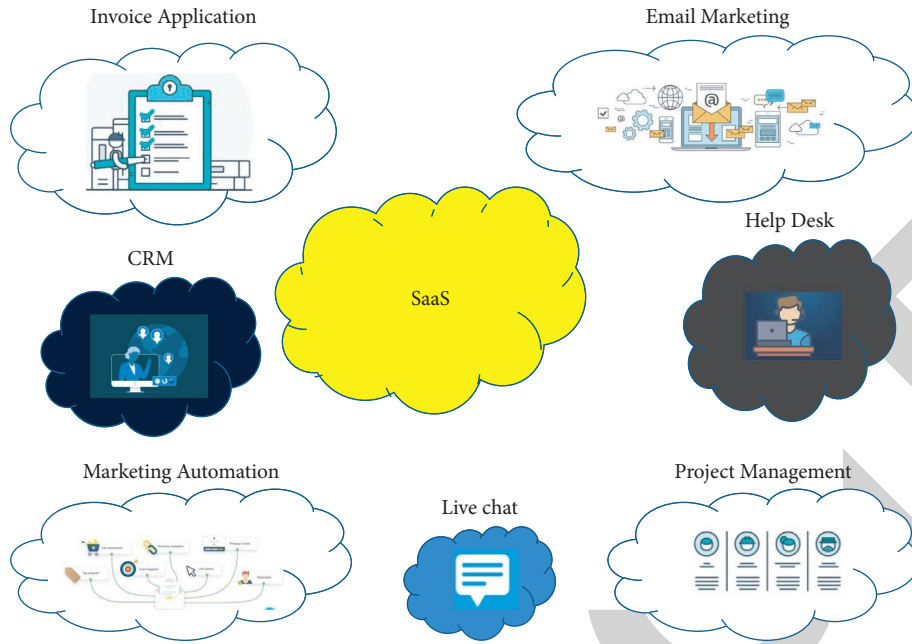 Invoice Application
Email Marketing
@
@
Help Desk
CRM
SaaS
Marketing Automation
Live chat
Project Management